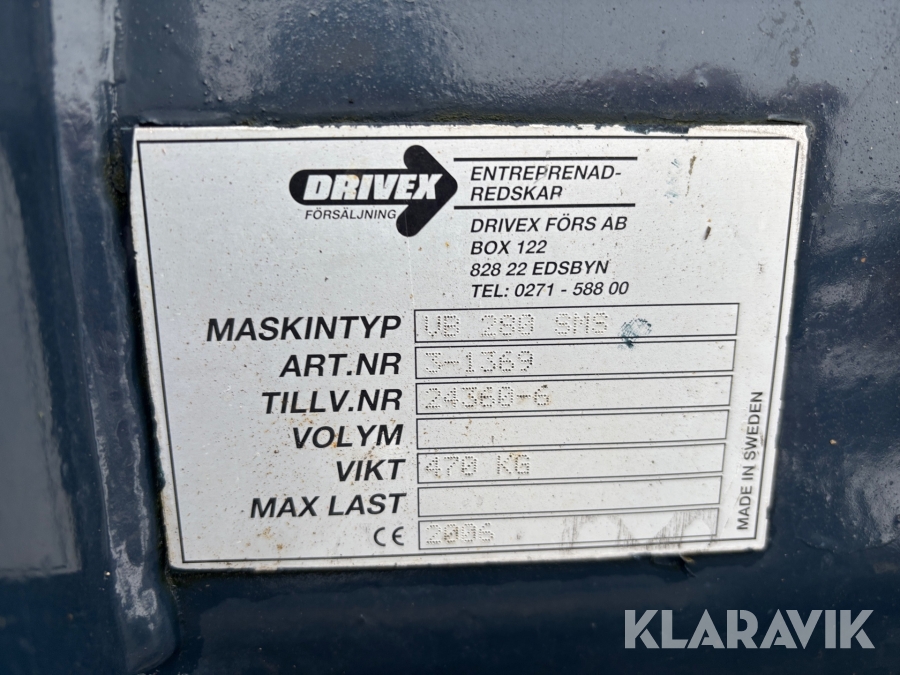 DRIVEX
FÖRSÄLJNING
ENTREPRENAD-
REDSKAP
DRIVEX FÖRS AB
BOX 122
828 22 EDSBYN
TEL: 0271 - 588 00
MASKINTYP VB 280 SMS
ART.NR 3-1369
TILLV.NR 24360-6
VOLYM
VIKT 470 KG
MAX LAST
CE 2006
MADE IN SWEDEN
KLARAVIK